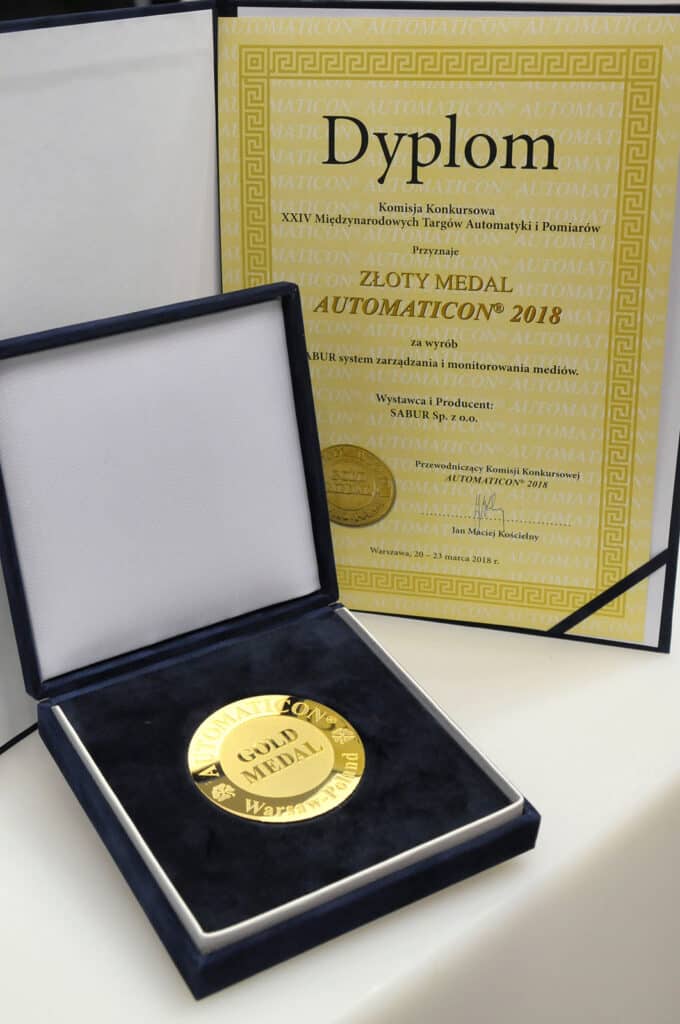 Dyplom
Komisja Konkursowa
XXIV Międzynarodowych Targów Automatyki i Pomiarów
Przyznaje
ZŁOTY MEDAL
AUTOMATICON® 2018
za wyrób
system zarządzania i monitorowania mediów.
Wystawca i Producent:
SABUR Sp. z o.o.
Przewodniczący Komisji Konkursowej
AUTOMATICON® 2018
Jan Maciej Kościelny
Warszawa, 20 – 23 marca 2018 r.
AUTOMATICON®
GOLD
MEDAL
Warsaw-Poland